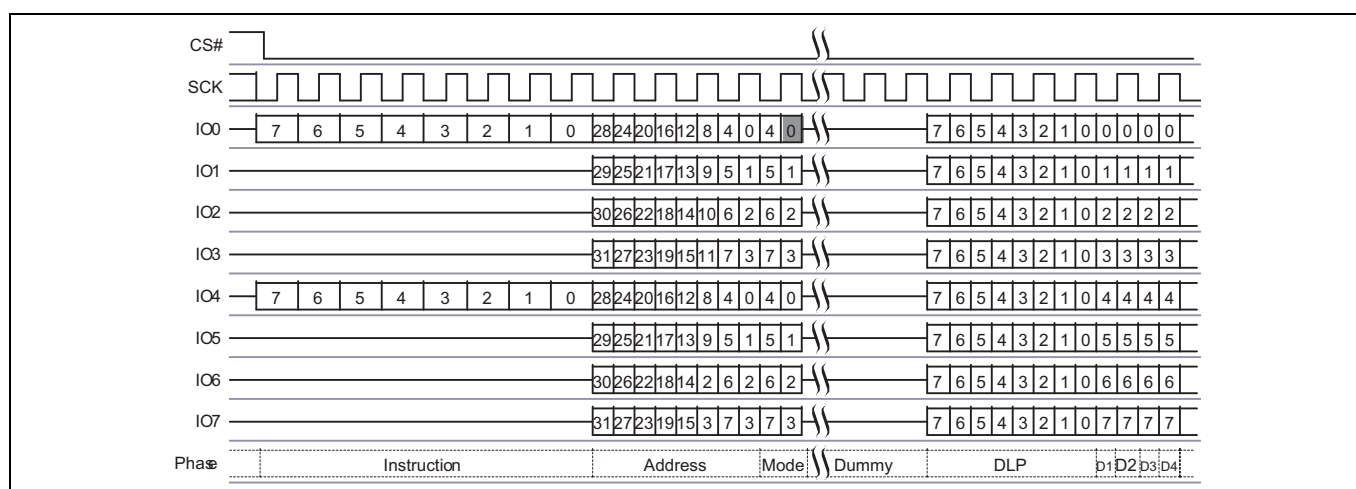 CS#
SCK
IO0 7 6 5 4 3 2 1 0 28 24 20 16 12 8 4 0 4 0 7 6 5 4 3 2 1 0 0 0 0 0
IO1 29 25 21 17 13 9 5 1 5 1 7 6 5 4 3 2 1 0 1 1 1 1
IO2 30 26 22 18 14 10 6 2 6 2 7 6 5 4 3 2 1 0 2 2 2 2
IO3 31 27 23 19 15 11 7 3 7 3 7 6 5 4 3 2 1 0 3 3 3 3
IO4 7 6 5 4 3 2 1 0 28 24 20 16 12 8 4 0 4 0 7 6 5 4 3 2 1 0 4 4 4 4
IO5 29 25 21 17 13 9 5 1 5 1 7 6 5 4 3 2 1 0 5 5 5 5
IO6 30 26 22 18 14 2 6 2 6 2 7 6 5 4 3 2 1 0 6 6 6 6
IO7 31 27 23 19 15 3 7 3 7 3 7 6 5 4 3 2 1 0 7 7 7 7
Phase Instruction Address Mode Dummy DLP D1 D2 D3 D4